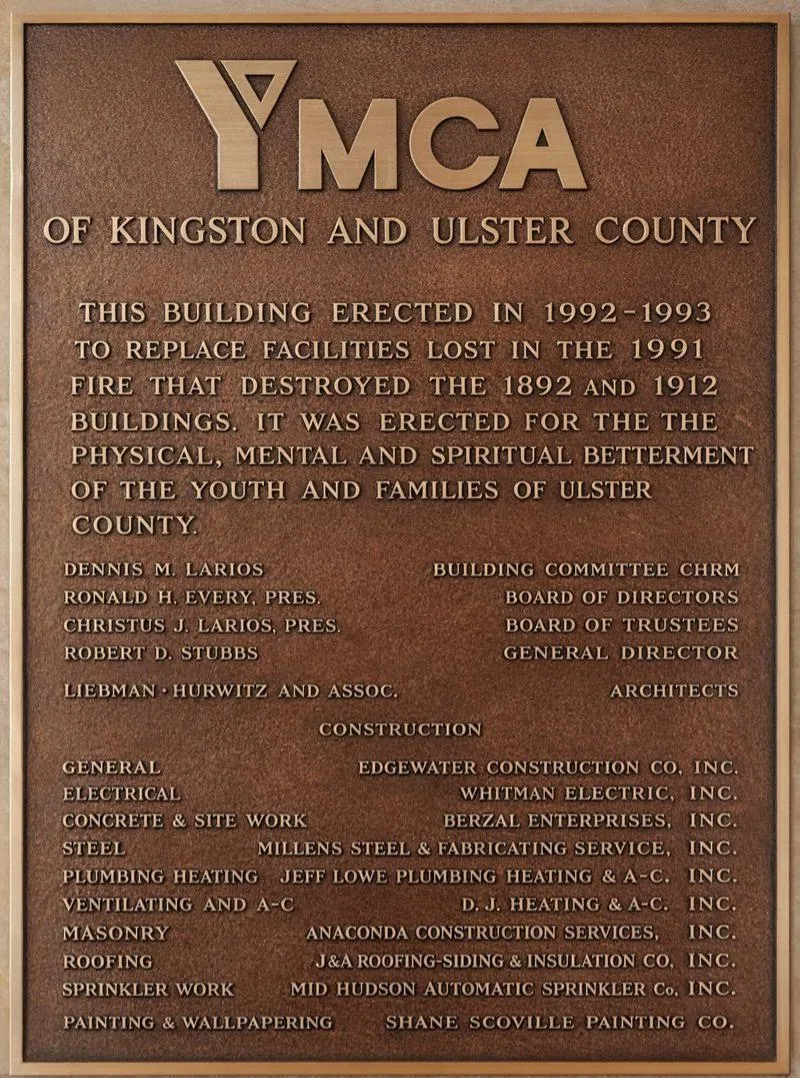 YMCA
OF KINGSTON AND ULSTER COUNTY
THIS BUILDING ERECTED IN 1992-1993
TO REPLACE FACILITIES LOST IN THE 1991
FIRE THAT DESTROYED THE 1892 AND 1912
BUILDINGS. IT WAS ERECTED FOR THE THE
PHYSICAL, MENTAL AND SPIRITUAL BETTERMENT
OF THE YOUTH AND FAMILIES OF ULSTER
COUNTY.
DENNIS M. LARIOS BUILDING COMMITTEE CHRM
RONALD H. EVERY, PRES. BOARD OF DIRECTORS
CHRISTUS J. LARIOS, PRES. BOARD OF TRUSTEES
ROBERT D. STUBBS GENERAL DIRECTOR
LIEBMAN · HURWITZ AND ASSOC. ARCHITECTS
CONSTRUCTION
GENERAL EDGEWATER CONSTRUCTION CO, INC.
ELECTRICAL WHITMAN ELECTRIC, INC.
CONCRETE & SITE WORK BERZAL ENTERPRISES, INC.
STEEL MILLENS STEEL & FABRICATING SERVICE, INC.
PLUMBING HEATING JEFF LOWE PLUMBING HEATING & A-C. INC.
VENTILATING AND A-C D. J. HEATING & A-C. INC.
MASONRY ANACONDA CONSTRUCTION SERVICES, INC.
ROOFING J&A ROOFING-SIDING & INSULATION CO, INC.
SPRINKLER WORK MID HUDSON AUTOMATIC SPRINKLER Co, INC.
PAINTING & WALLPAPERING SHANE SCOVILLE PAINTING CO.